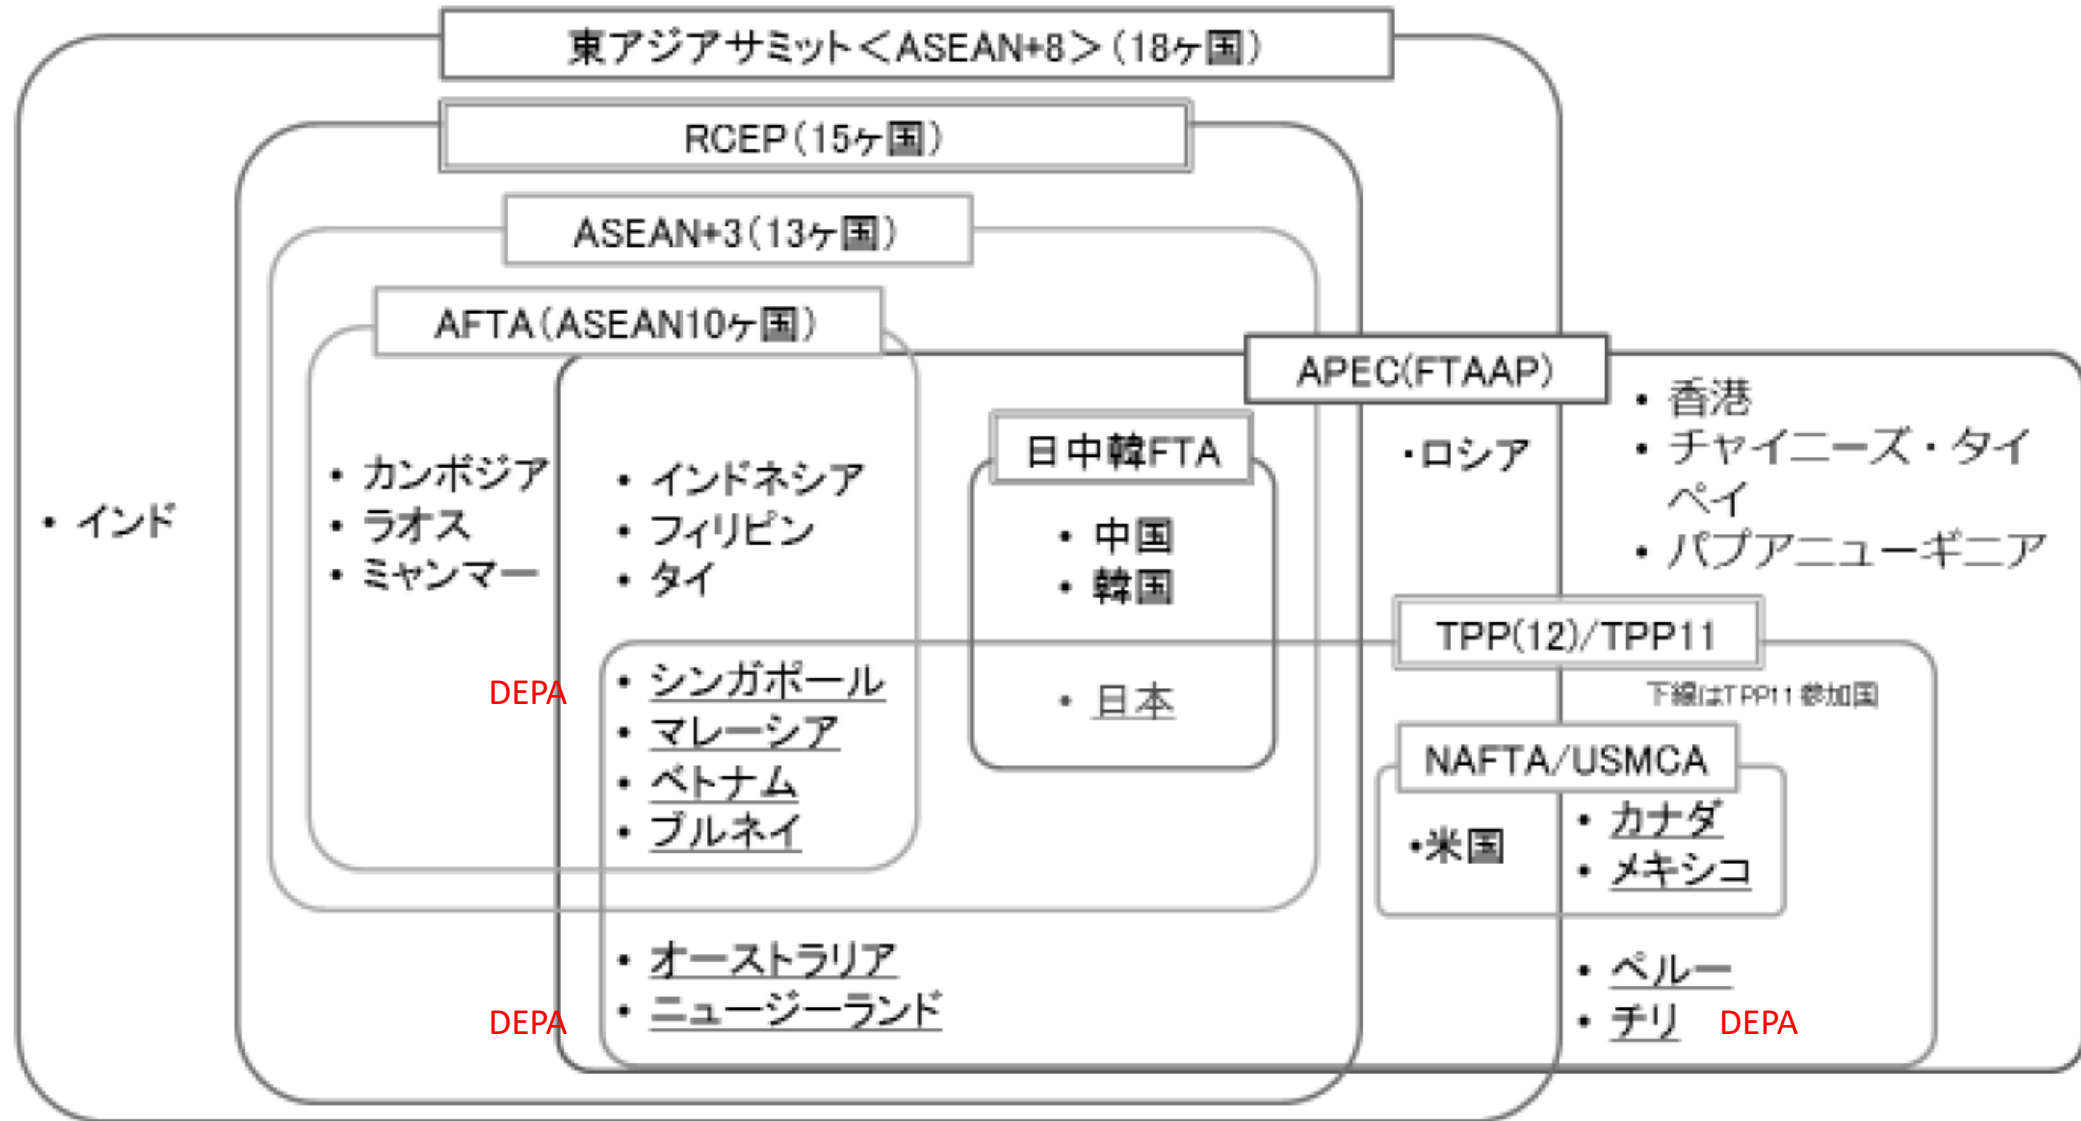 東アジアサミット＜ASEAN+8＞（18ヶ国）
RCEP（15ヶ国）
ASEAN+3（13ヶ国）
AFTA（ASEAN10ヶ国）
APEC(FTAAP)
・インド
・カンボジア
・ラオス
・ミャンマー
・インドネシア
・フィリピン
・タイ
日中韓FTA
・中国
・韓国
・日本
・ロシア
・香港
・チャイニーズ・タイ
ペイ
・パプアニューギニア
TPP(12)/TPP11
下線はTPP11参加国
DEPA
・シンガポール
・マレーシア
・ベトナム
・ブルネイ
NAFTA/USMCA
・米国
・カナダ
・メキシコ
・オーストラリア
DEPA
・ニュージーランド
・ペルー
・チリ DEPA